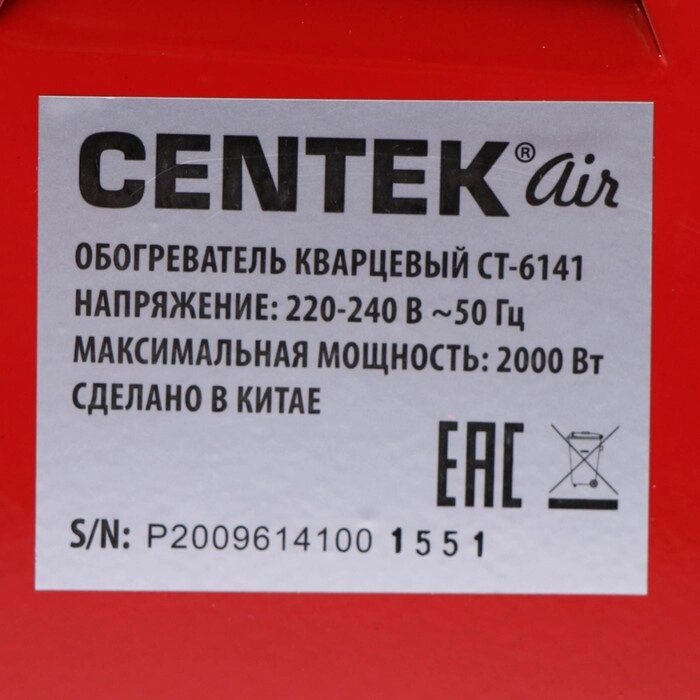 CENTEK® air
ОБОГРЕВАТЕЛЬ КВАРЦЕВЫЙ СТ-6141
НАПРЯЖЕНИЕ: 220-240 В ~50 Гц
МАКСИМАЛЬНАЯ МОЩНОСТЬ: 2000 Вт
СДЕЛАНО В КИТАЕ
EAC
S/N: P2009614100 1551